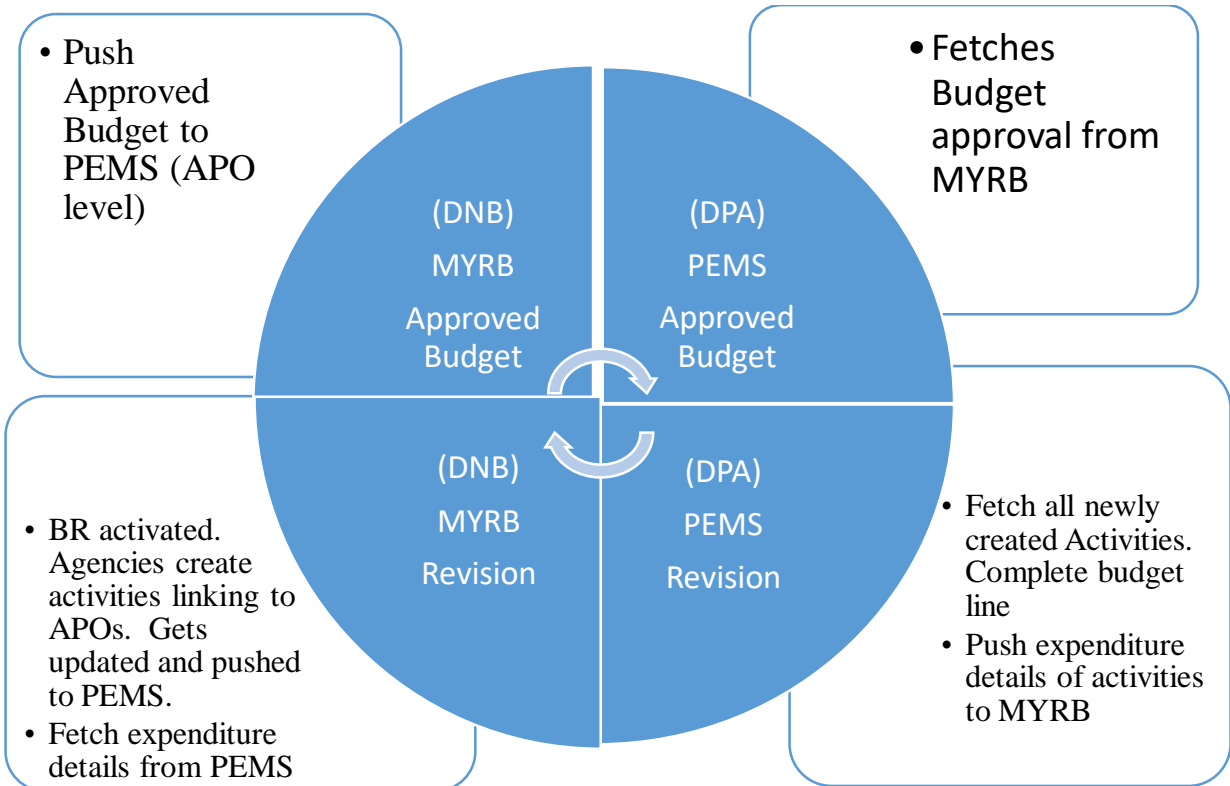 • Push
Approved
Budget to
PEMS (APO
level)
• Fetches
Budget
approval from
MYRB
(DNB)
MYRB
Approved
Budget
(DPA)
PEMS
Approved
Budget
(DNB)
MYRB
Revision
(DPA)
PEMS
Revision
• BR activated.
Agencies create
activities linking to
APOs. Gets
updated and pushed
to PEMS.
• Fetch expenditure
details from PEMS
• Fetch all newly
created Activities.
Complete budget
line
• Push expenditure
details of activities
to MYRB